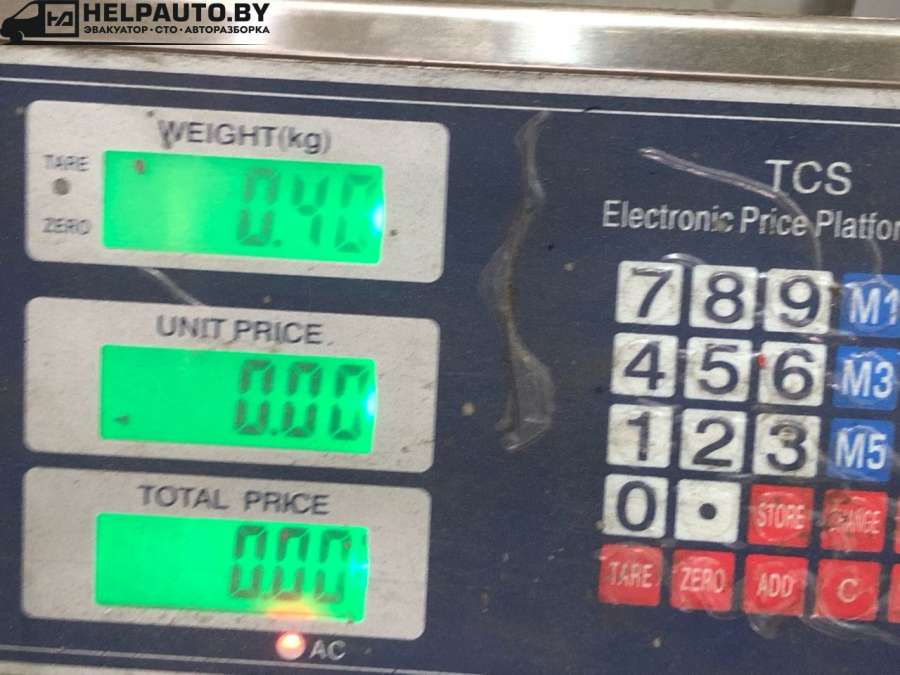 HELPAUTO.BY
ЭВАКУАТОР · СТО · АВТОРАЗБОРКА
WEIGHT(kg)
TARE
ZERO
0.40
UNIT PRICE
0.00
TOTAL PRICE
0.00
AC
TCS
Electronic Price Platfor
7 8 9 M1
4 5 6 M3
1 2 3 M5
0 . STORE CHANGE
TARE ZERO ADD C